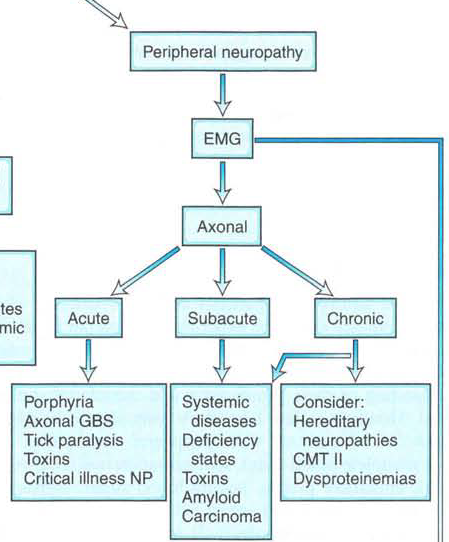 Peripheral neuropathy
EMG
Axonal
tes
mic
Acute
Subacute
Chronic
Porphyria
Axonal GBS
Tick paralysis
Toxins
Critical illness NP
Systemic
diseases
Deficiency
states
Toxins
Amyloid
Carcinoma
Consider:
Hereditary
neuropathies
CMT II
Dysproteinemias